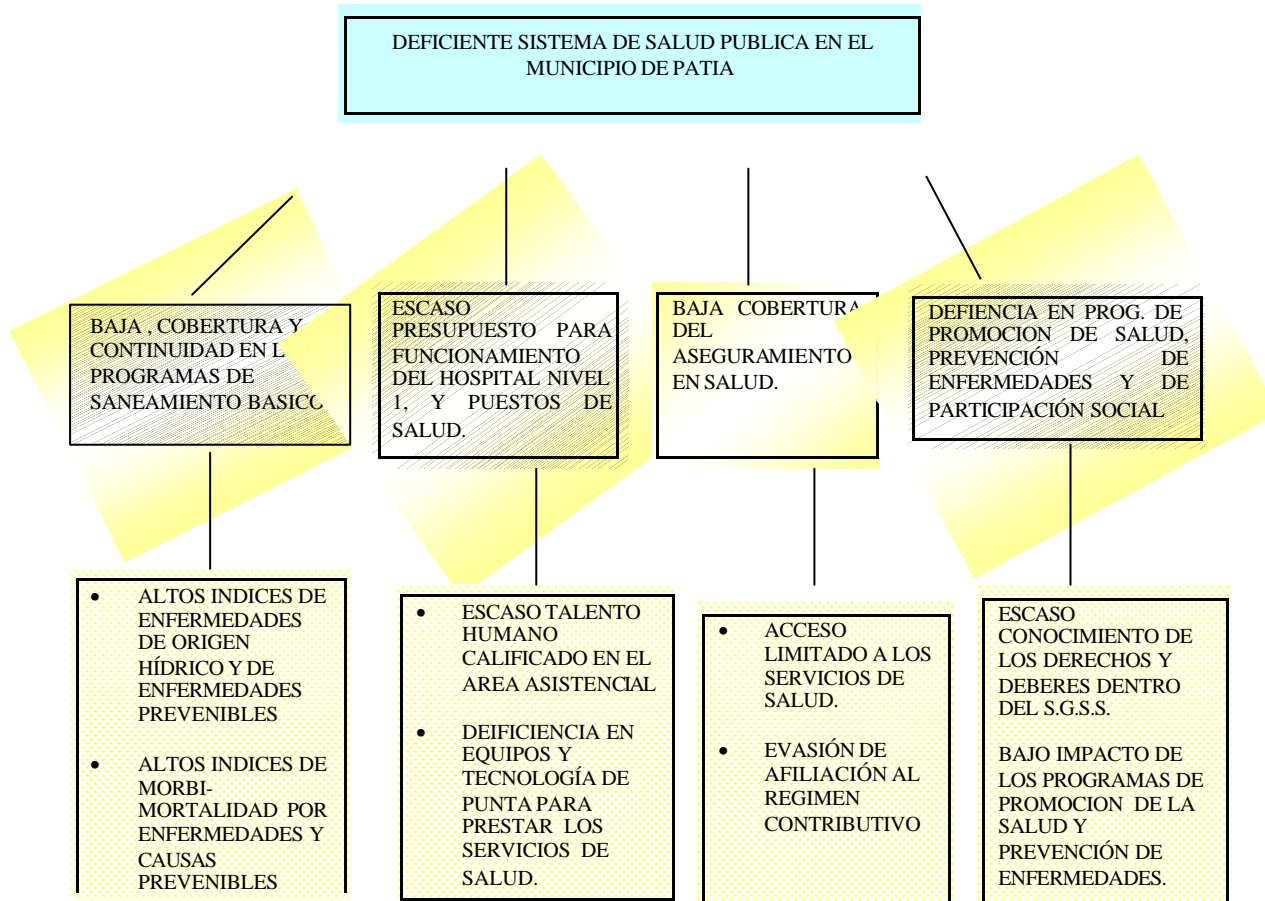 DEFICIENTE SISTEMA DE SALUD PUBLICA EN EL
MUNICIPIO DE PATIA
BAJA , COBERTURA Y
CONTINUIDAD EN L
PROGRAMAS DE
SANEAMIENTO BASICO
ESCASO
PRESUPUESTO PARA
FUNCIONAMIENTO
DEL HOSPITAL NIVEL
1, Y PUESTOS DE
SALUD.
BAJA COBERTURA
DEL
ASEGURAMIENTO
EN SALUD.
DEFIENCIA EN PROG. DE
PROMOCION DE SALUD,
PREVENCIÓN DE
ENFERMEDADES Y DE
PARTICIPACIÓN SOCIAL
• ALTOS INDICES DE
ENFERMEDADES
DE ORIGEN
HÍDRICO Y DE
ENFERMEDADES
PREVENIBLES
• ALTOS INDICES DE
MORBI-
MORTALIDAD POR
ENFERMEDADES Y
CAUSAS
PREVENIBLES
• ESCASO TALENTO
HUMANO
CALIFICADO EN EL
AREA ASISTENCIAL
• DEIFICIENCIA EN
EQUIPOS Y
TECNOLOGÍA DE
PUNTA PARA
PRESTAR LOS
SERVICIOS DE
SALUD.
• ACCESO
LIMITADO A LOS
SERVICIOS DE
SALUD.
• EVASIÓN DE
AFILIACIÓN AL
REGIMEN
CONTRIBUTIVO
ESCASO
CONOCIMIENTO DE
LOS DERECHOS Y
DEBERES DENTRO
DEL S.G.S.S.
BAJO IMPACTO DE
LOS PROGRAMAS DE
PROMOCION DE LA
SALUD Y
PREVENCIÓN DE
ENFERMEDADES.